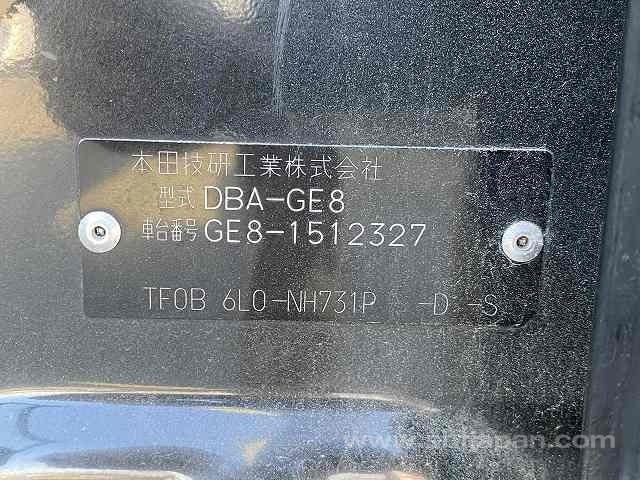 本田技研工業株式会社
型式 DBA-GE8
車台番号 GE8-1512327
TF0B 6L0-NH731P -D -S
www.sbtjapan.com